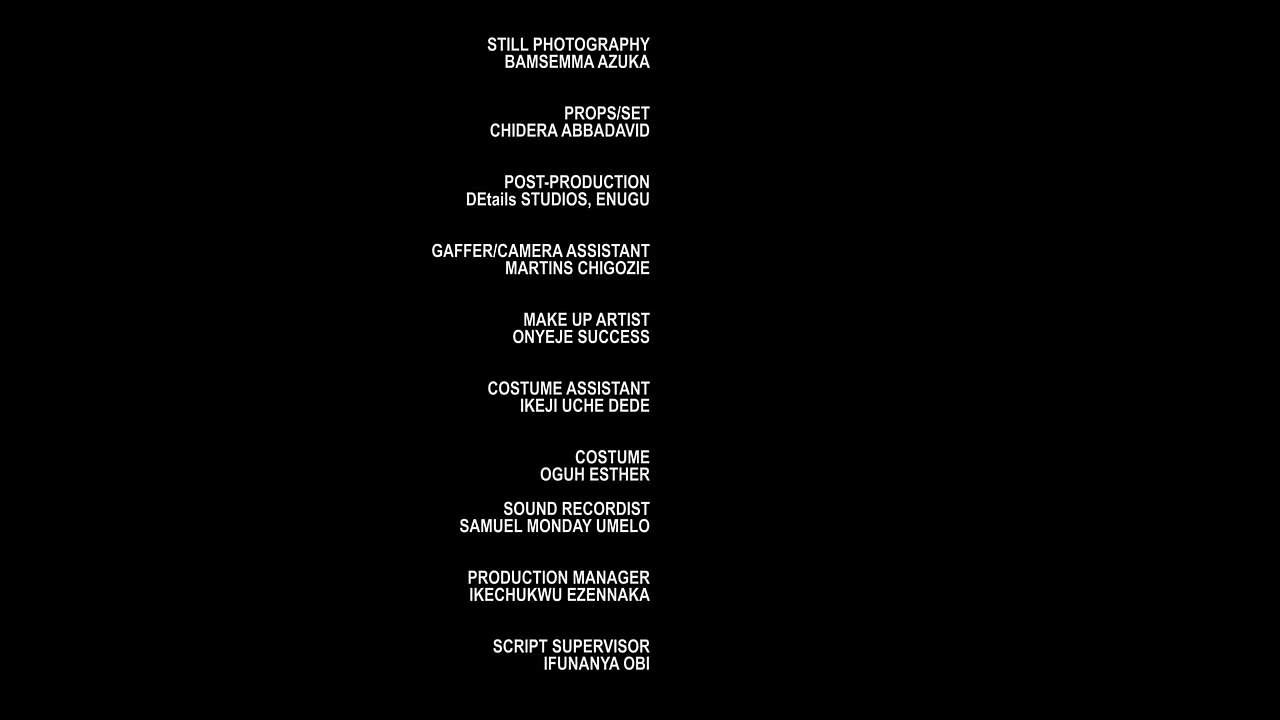 STILL PHOTOGRAPHY
BAMSEMMA AZUKA
PROPS/SET
CHIDERA ABBADAVID
POST-PRODUCTION
DEtails STUDIOS, ENUGU
GAFFER/CAMERA ASSISTANT
MARTINS CHIGOZIE
MAKE UP ARTIST
ONYEJE SUCCESS
COSTUME ASSISTANT
IKEJI UCHE DEDE
COSTUME
OGUH ESTHER
SOUND RECORDIST
SAMUEL MONDAY UMELO
PRODUCTION MANAGER
IKECHUKWU EZENNAKA
SCRIPT SUPERVISOR
IFUNANYA OBI